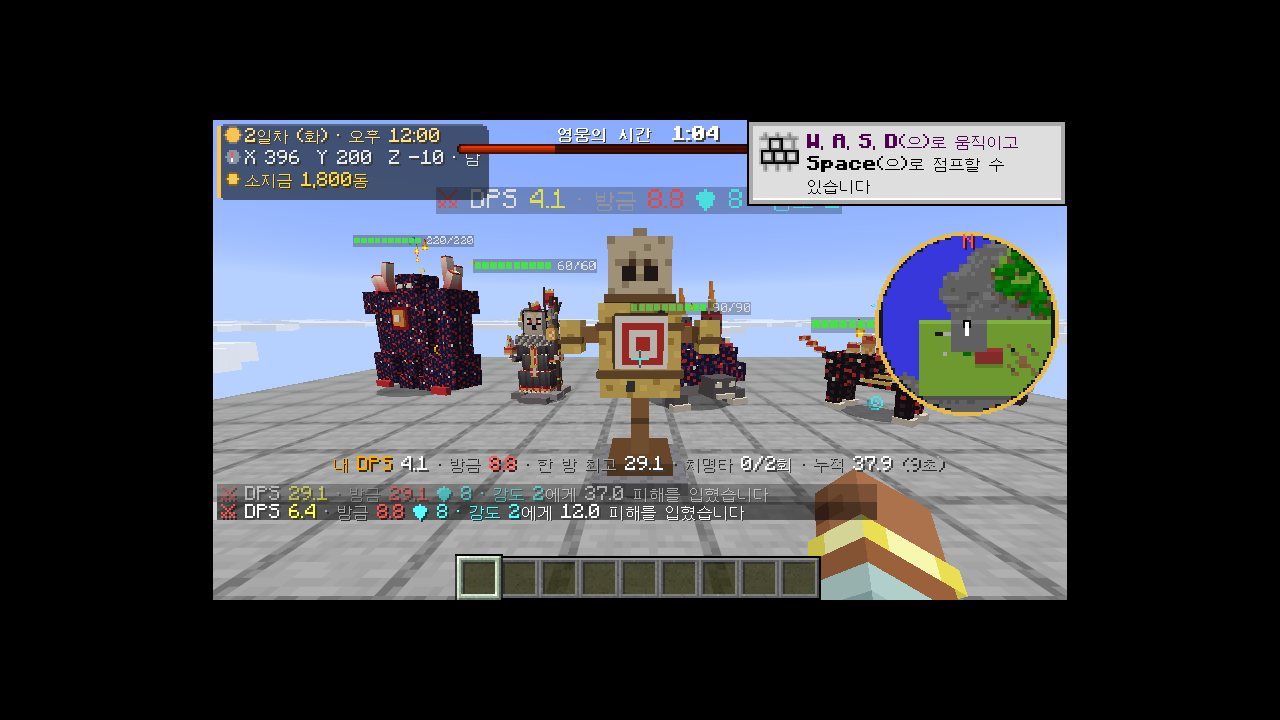 2일차 (화) · 오후 12:00
X 396 Y 200 Z -10 · 남
소지금 1,800동
영웅의 시간 1:04
W, A, S, D(으)로 움직이고
Space(으)로 점프할 수
있습니다
DPS 4.1 · 방금 8.8 8
220/220
60/60
90/90
N
내 DPS 4.1 · 방금 8.8 · 한 방 최고 29.1 · 치명타 0/2회 · 누적 37.9 (9초)
DPS 29.1 · 방금 29.1 8 · 강도 2에게 37.0 피해를 입혔습니다
DPS 6.4 · 방금 8.8 8 · 강도 2에게 12.0 피해를 입혔습니다